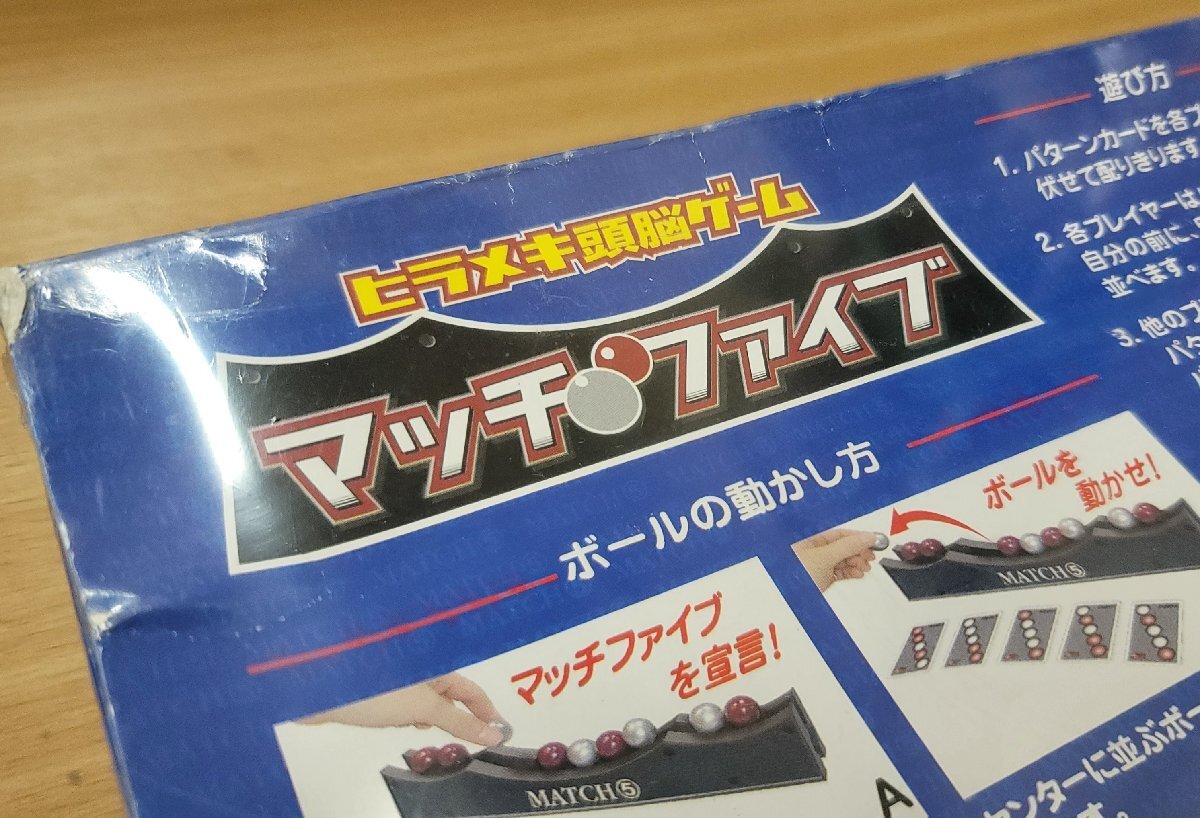 ヒラメキ頭脳ゲーム
マッチファイブ
遊び方
1. パターンカードを各プ
伏せて配りきります
2. 各プレイヤーは
自分の前に
並べます。
3. 他のプ
パタ
ボールの動かし方
マッチファイブ
を宣言!
MATCH⑤
ボールを
動かせ!
MATCH⑤
A
センターに並ぶボー
す。